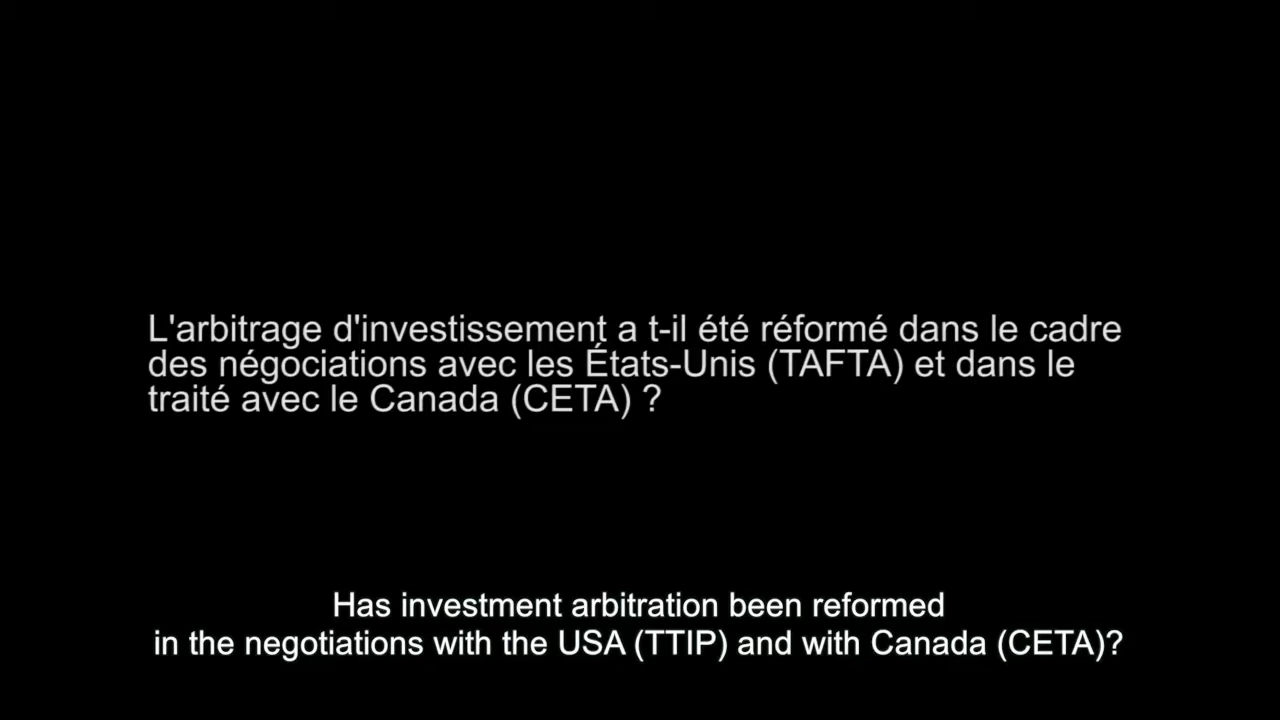 L'arbitrage d'investissement a t-il été réformé dans le cadre
des négociations avec les États-Unis (TAFTA) et dans le
traité avec le Canada (CETA) ?
Has investment arbitration been reformed
in the negotiations with the USA (TTIP) and with Canada (CETA)?